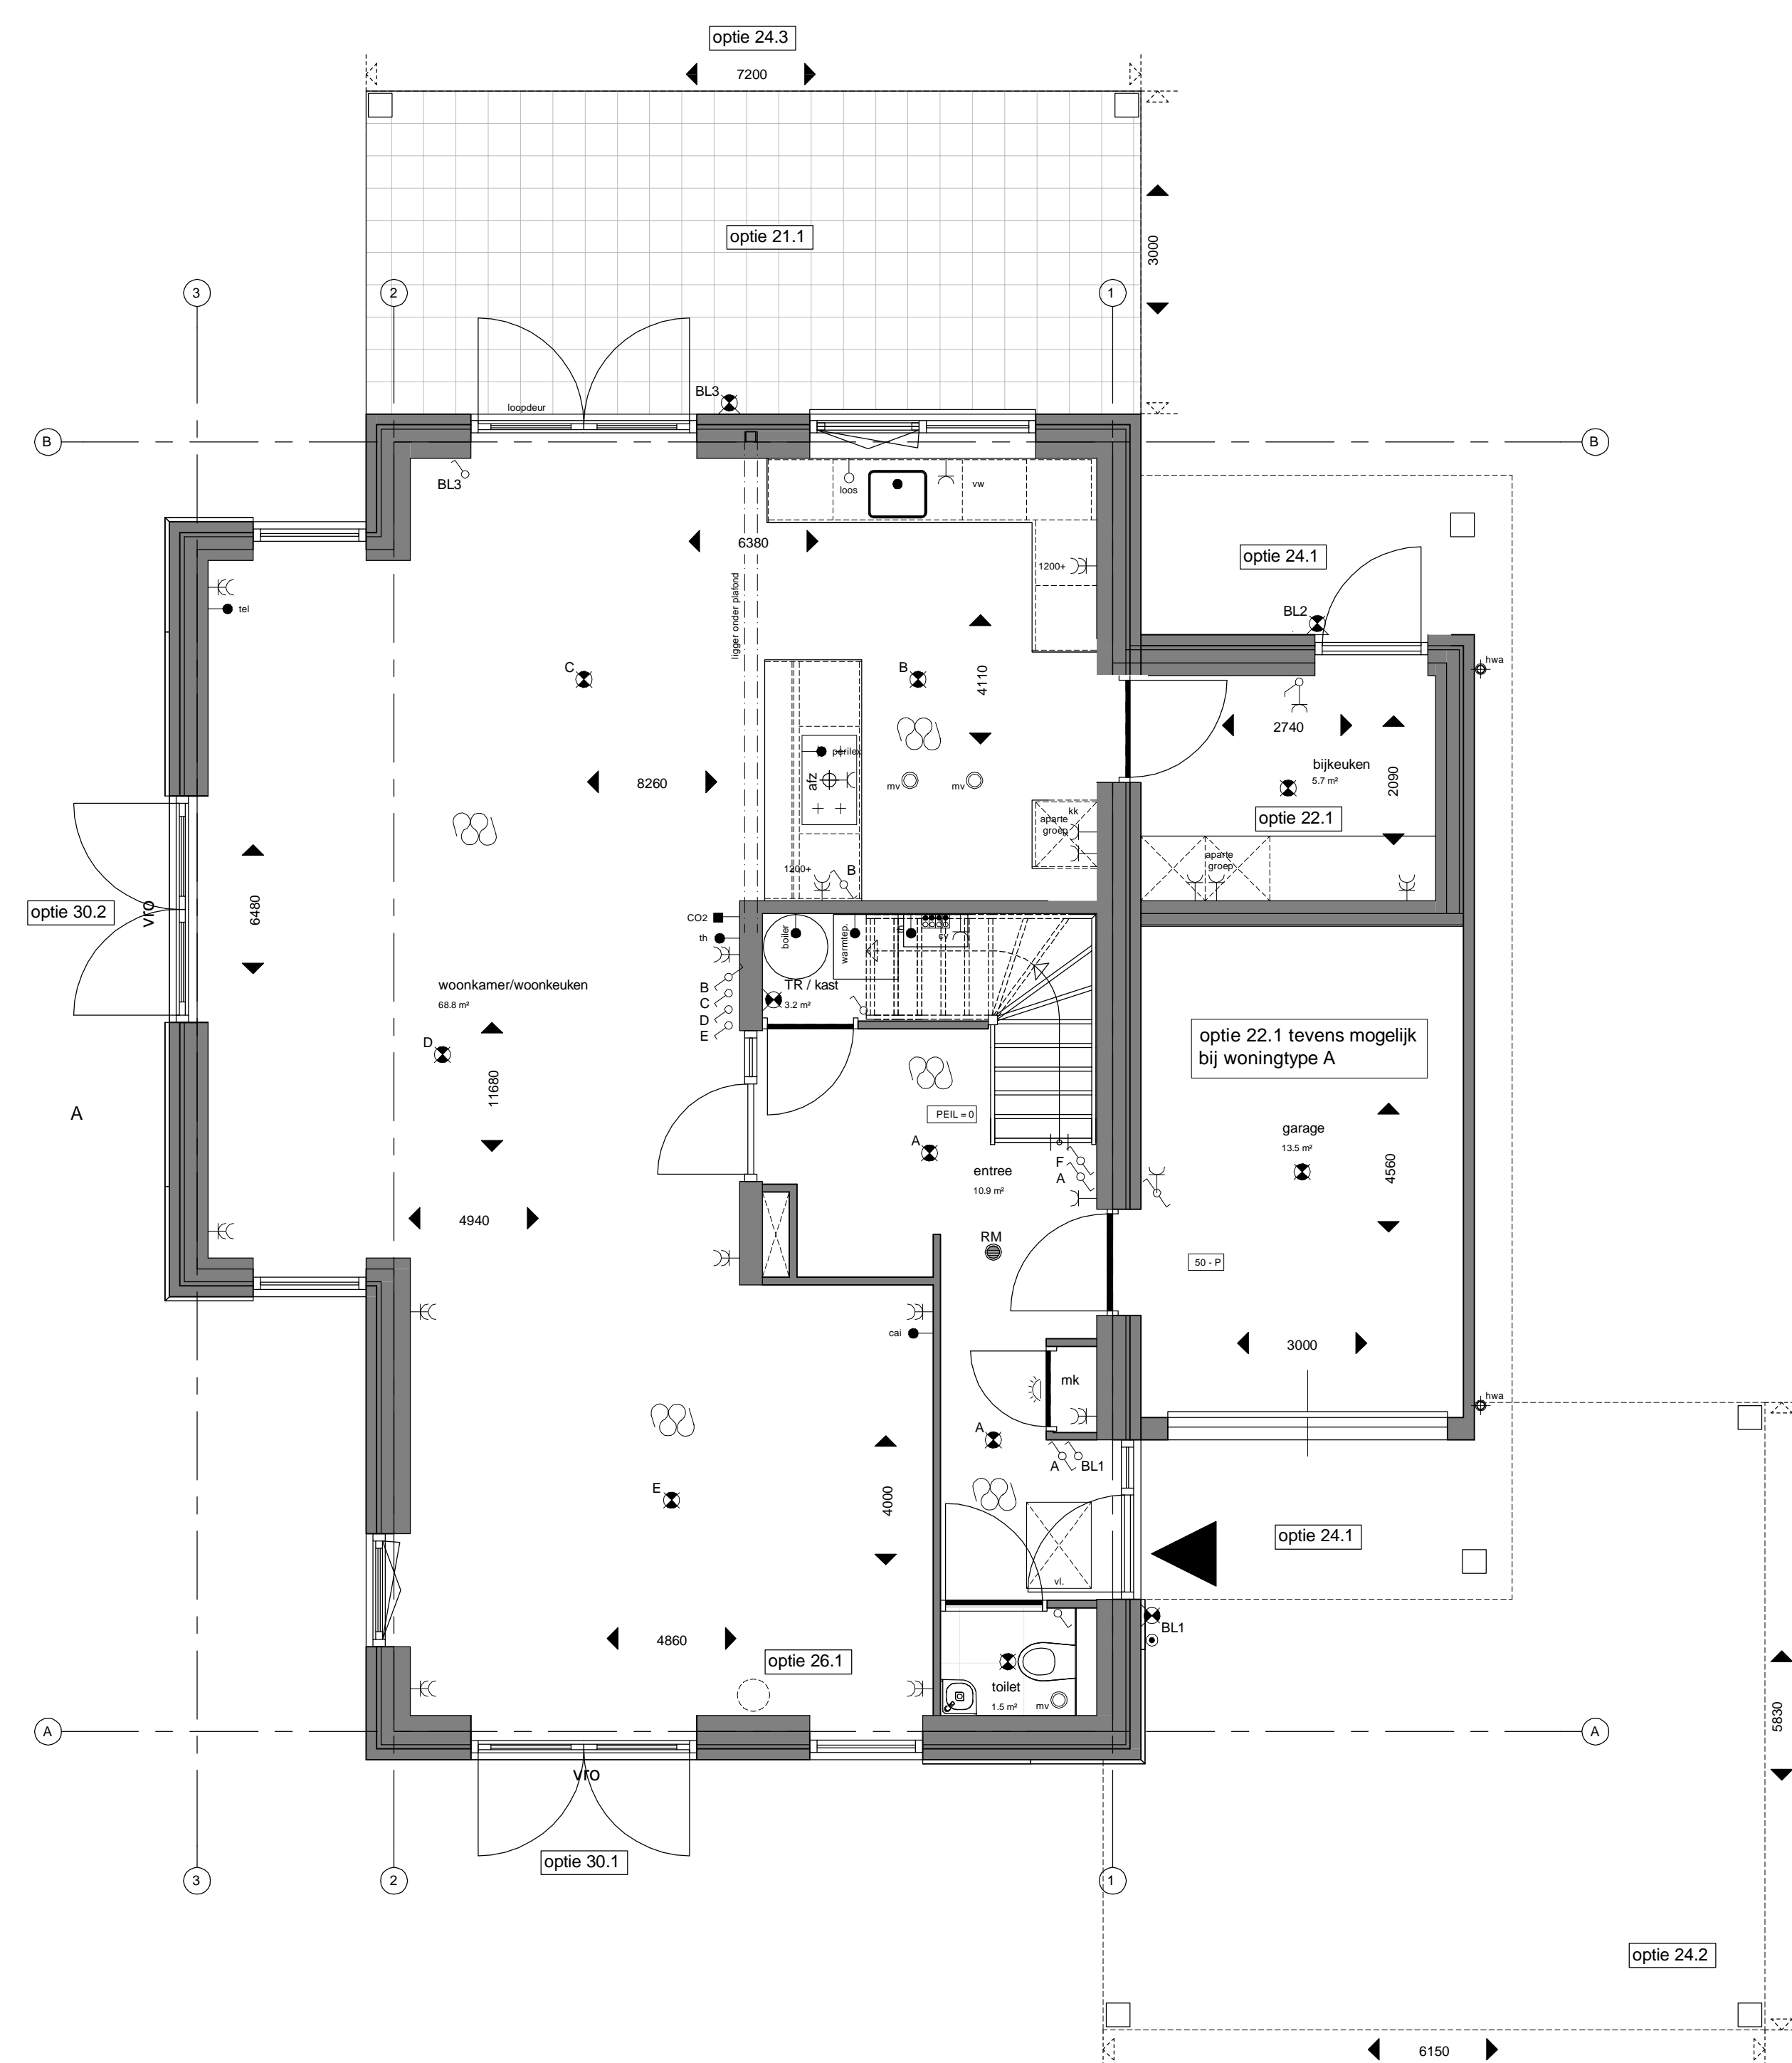 optie 24.3
7200
optie 21.1
3000
3
2
1
loopdeur
BL3
B
B
BL3
loos
vw
6380
1200+
optie 24.1
BL2
hwa
tel
ligger onder plafond
C
B
4110
2740
bijkeuken
5.7 m²
2090
perilex
afz
8260
mv
mv
kk
aparte
groep
optie 22.1
aparte
groep
1200+
B
6480
optie 30.2
vro
CO2
th
boiler
warmtep.
cv
woonkamer/woonkeuken
68.8 m²
B
C
D
E
TR / kast
3.2 m²
optie 22.1 tevens mogelijk
bij woningtype A
D
11680
A
PEIL = 0
A
entree
10.9 m²
F
A
garage
13.5 m²
4560
4940
RM
50 - P
cai
3000
mk
hwa
A
A
BL1
E
4000
optie 24.1
vl.
BL1
4860
optie 26.1
toilet
1.5 m²
mv
A
A
5830
vro
optie 30.1
3
2
1
optie 24.2
6150